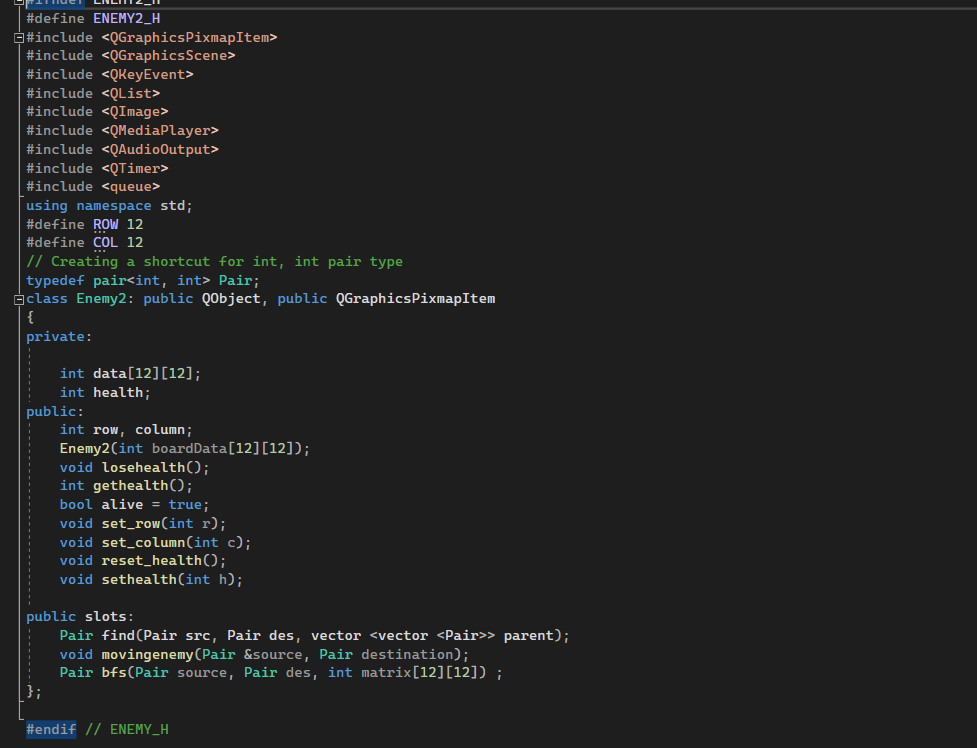 #ifndef ENEMY2_H
#define ENEMY2_H
#include <QGraphicsPixmapItem>
#include <QGraphicsScene>
#include <QKeyEvent>
#include <QList>
#include <QImage>
#include <QMediaPlayer>
#include <QAudioOutput>
#include <QTimer>
#include <queue>
using namespace std;
#define ROW 12
#define COL 12
// Creating a shortcut for int, int pair type
typedef pair<int, int> Pair;
class Enemy2: public QObject, public QGraphicsPixmapItem
{
private:
    int data[12][12];
    int health;
public:
    int row, column;
    Enemy2(int boardData[12][12]);
    void losehealth();
    int gethealth();
    bool alive = true;
    void set_row(int r);
    void set_column(int c);
    void reset_health();
    void sethealth(int h);
public slots:
    Pair find(Pair src, Pair des, vector <vector <Pair>> parent);
    void movingenemy(Pair &source, Pair destination);
    Pair bfs(Pair source, Pair des, int matrix[12][12]) ;
};
#endif // ENEMY_H